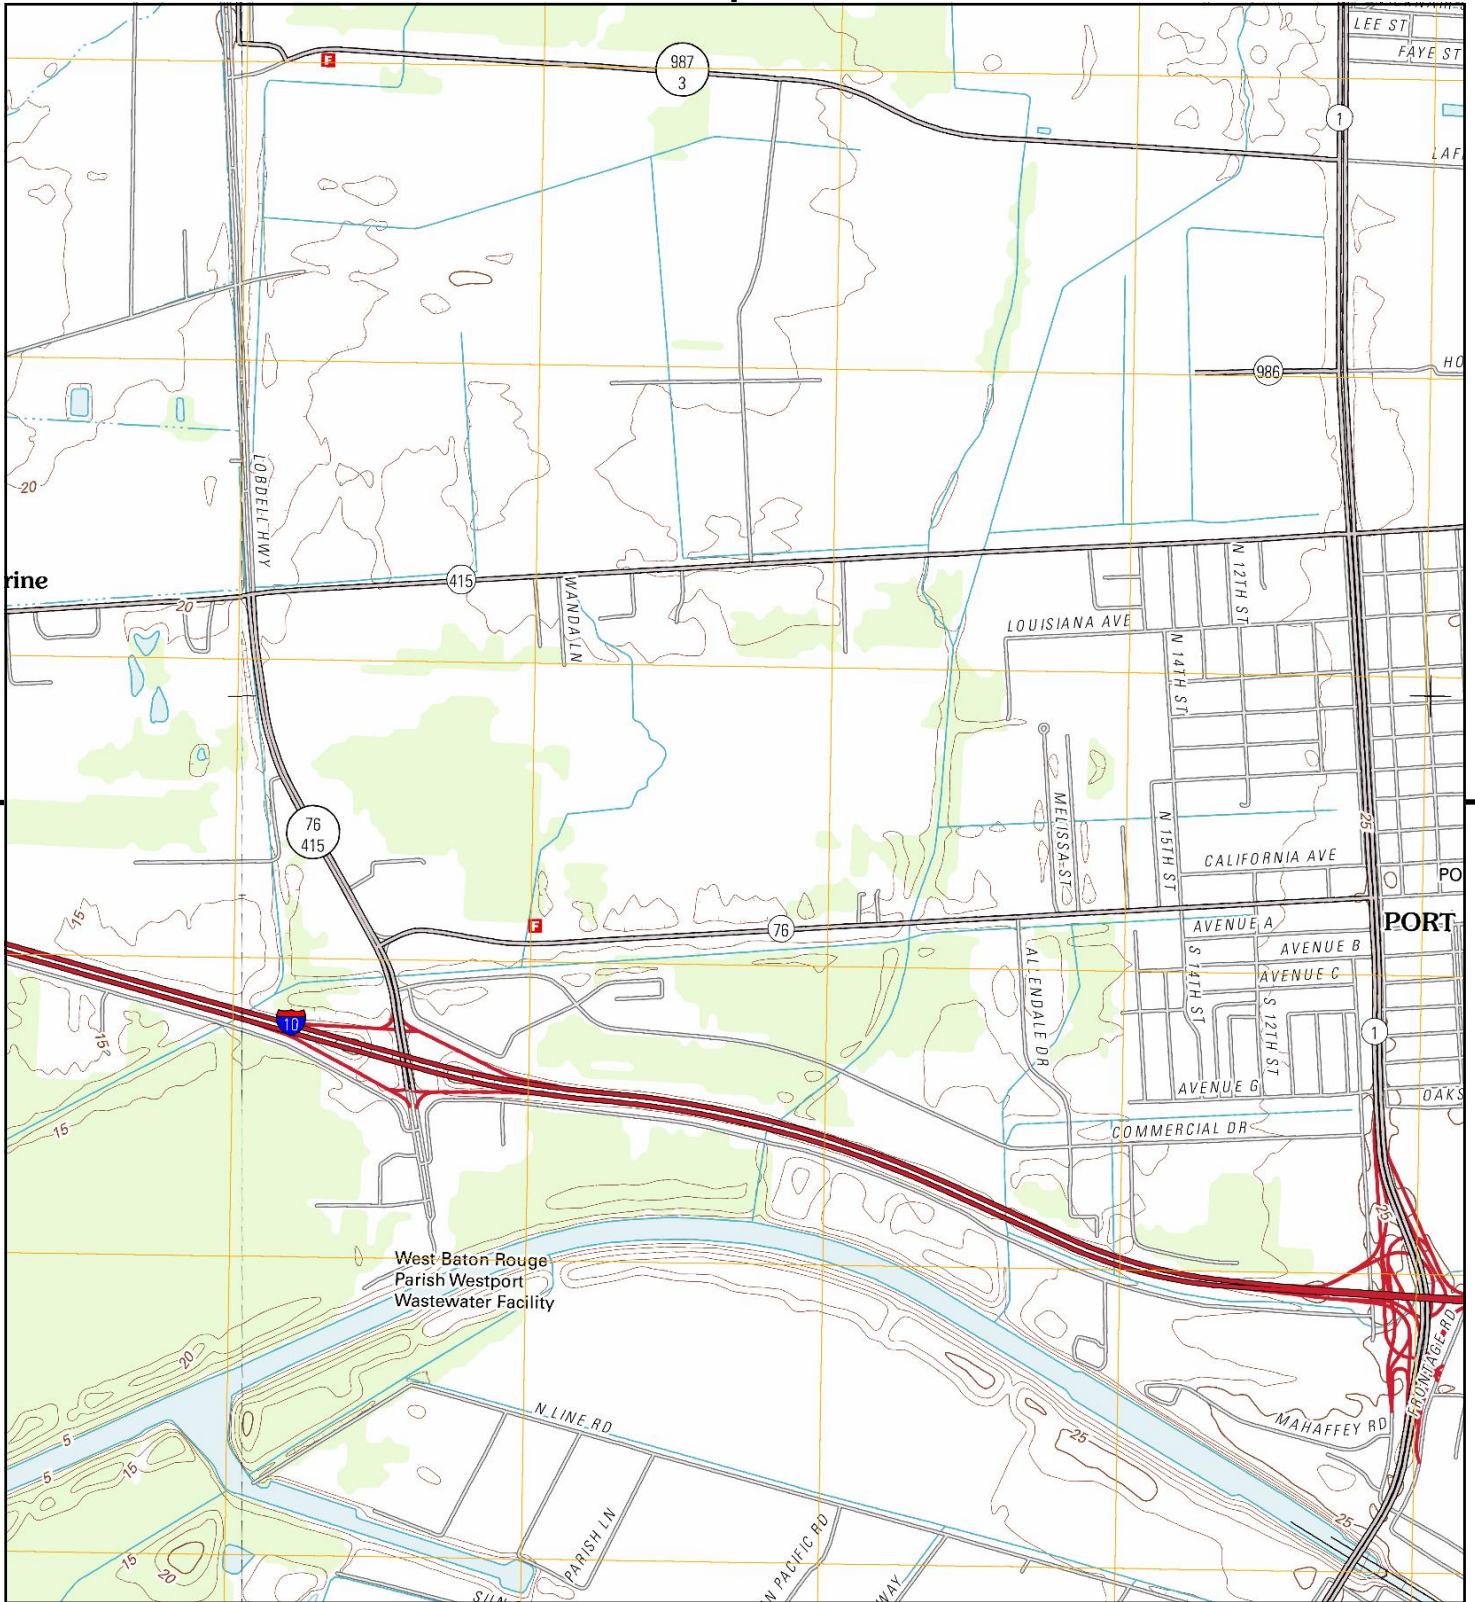 LEE ST
FAYE ST
F
987
3
1
LAF
986
HO
20
LOBDELL HWY
rine
20
415
WANDA LN
N 12TH ST
LOUISIANA AVE
N 14TH ST
76
415
MELISSA ST
N 15TH ST
25
CALIFORNIA AVE
PO
15
F
76
AVENUE A
PORT
AVENUE B
AVENUE C
S 14TH ST
ALLENDALE DR
S 12TH ST
10
15
1
AVENUE G
OAKS
15
COMMERCIAL DR
25
West Baton Rouge
Parish Westport
Wastewater Facility
FRONTAGE RD
20
N LINE RD
MAHAFFEY RD
5
15
25
5
PARISH LN
N PACIFIC RD
25
15
20
WAY
SUN